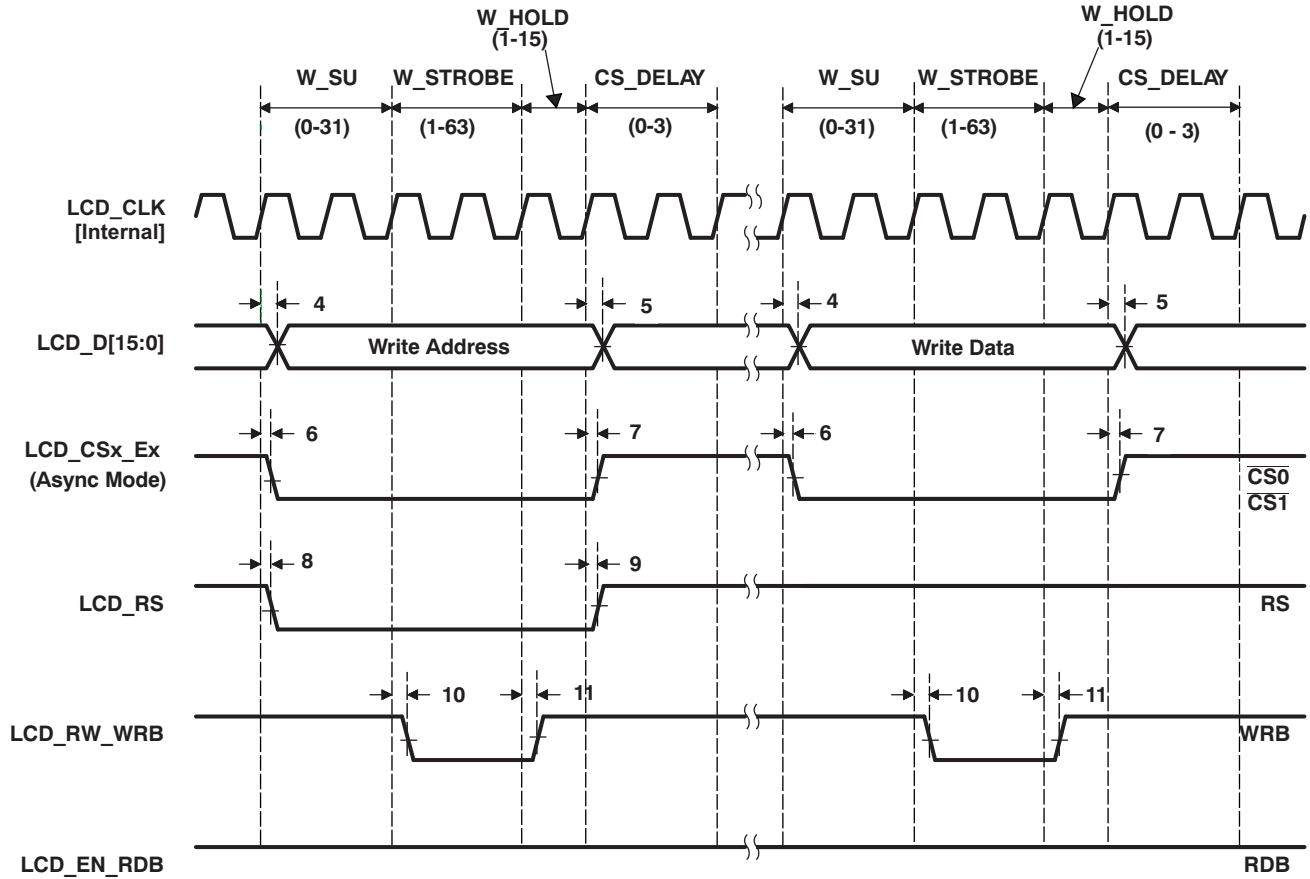 W_HOLD
(1-15)
W_HOLD
(1-15)
W_SU
W_STROBE
CS_DELAY
W_SU
W_STROBE
CS_DELAY
(0-31)
(1-63)
(0-3)
(0-31)
(1-63)
(0 - 3)
LCD_CLK
[Internal]
4
5
4
5
LCD_D[15:0]
Write Address
Write Data
6
7
6
7
LCD_CSx_Ex
(Async Mode)
CS0
CS1
8
9
LCD_RS
RS
10
11
10
11
LCD_RW_WRB
WRB
LCD_EN_RDB
RDB